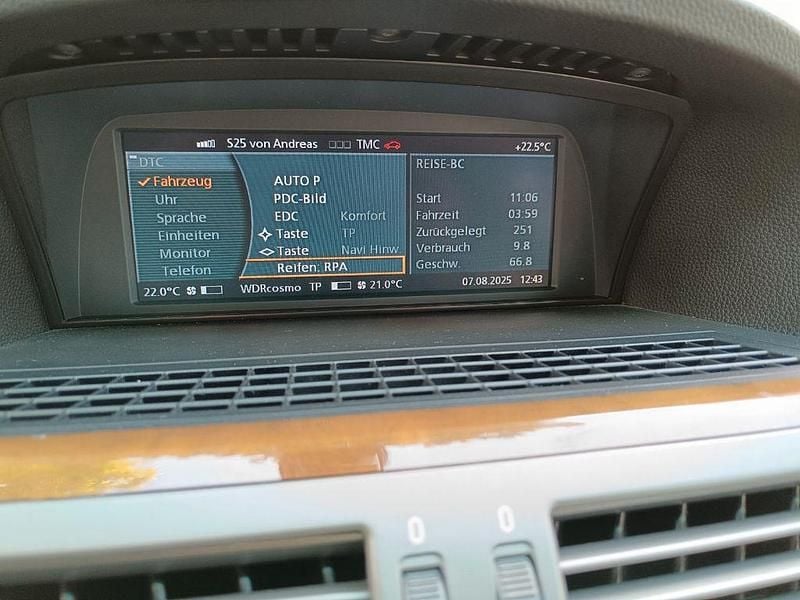 S25 von Andreas TMC +22.5°C
DTC
Fahrzeug
Uhr
Sprache
Einheiten
Monitor
Telefon
AUTO P
PDC-Bild
EDC Komfort
Taste TP
Taste Navi Hinw.
Reifen: RPA
REISE-BC
Start 11:06
Fahrzeit 03:59
Zurückgelegt 251
Verbrauch 9.8
Geschw. 66.8
22.0°C WDRcosmo TP 21.0°C 07.08.2025 12:43
0 0